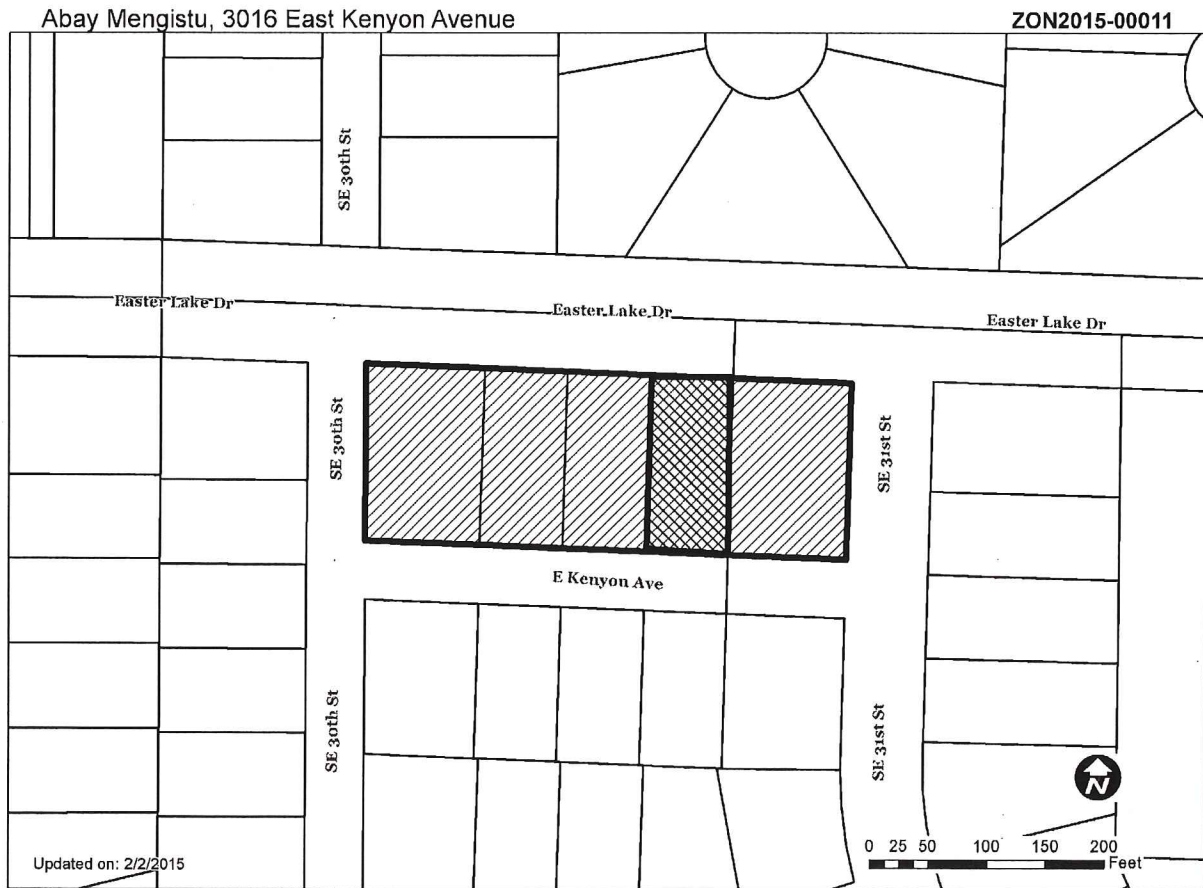 Abay Mengistu, 3016 East Kenyon Avenue
ZON2015-00011
SE 30th St
Easter Lake Dr
Easter Lake Dr
Easter Lake Dr
SE 30th St
SE 31st St
E Kenyon Ave
SE 30th St
SE 31st St
N
Updated on: 2/2/2015
0 25 50 100 150 200
Feet